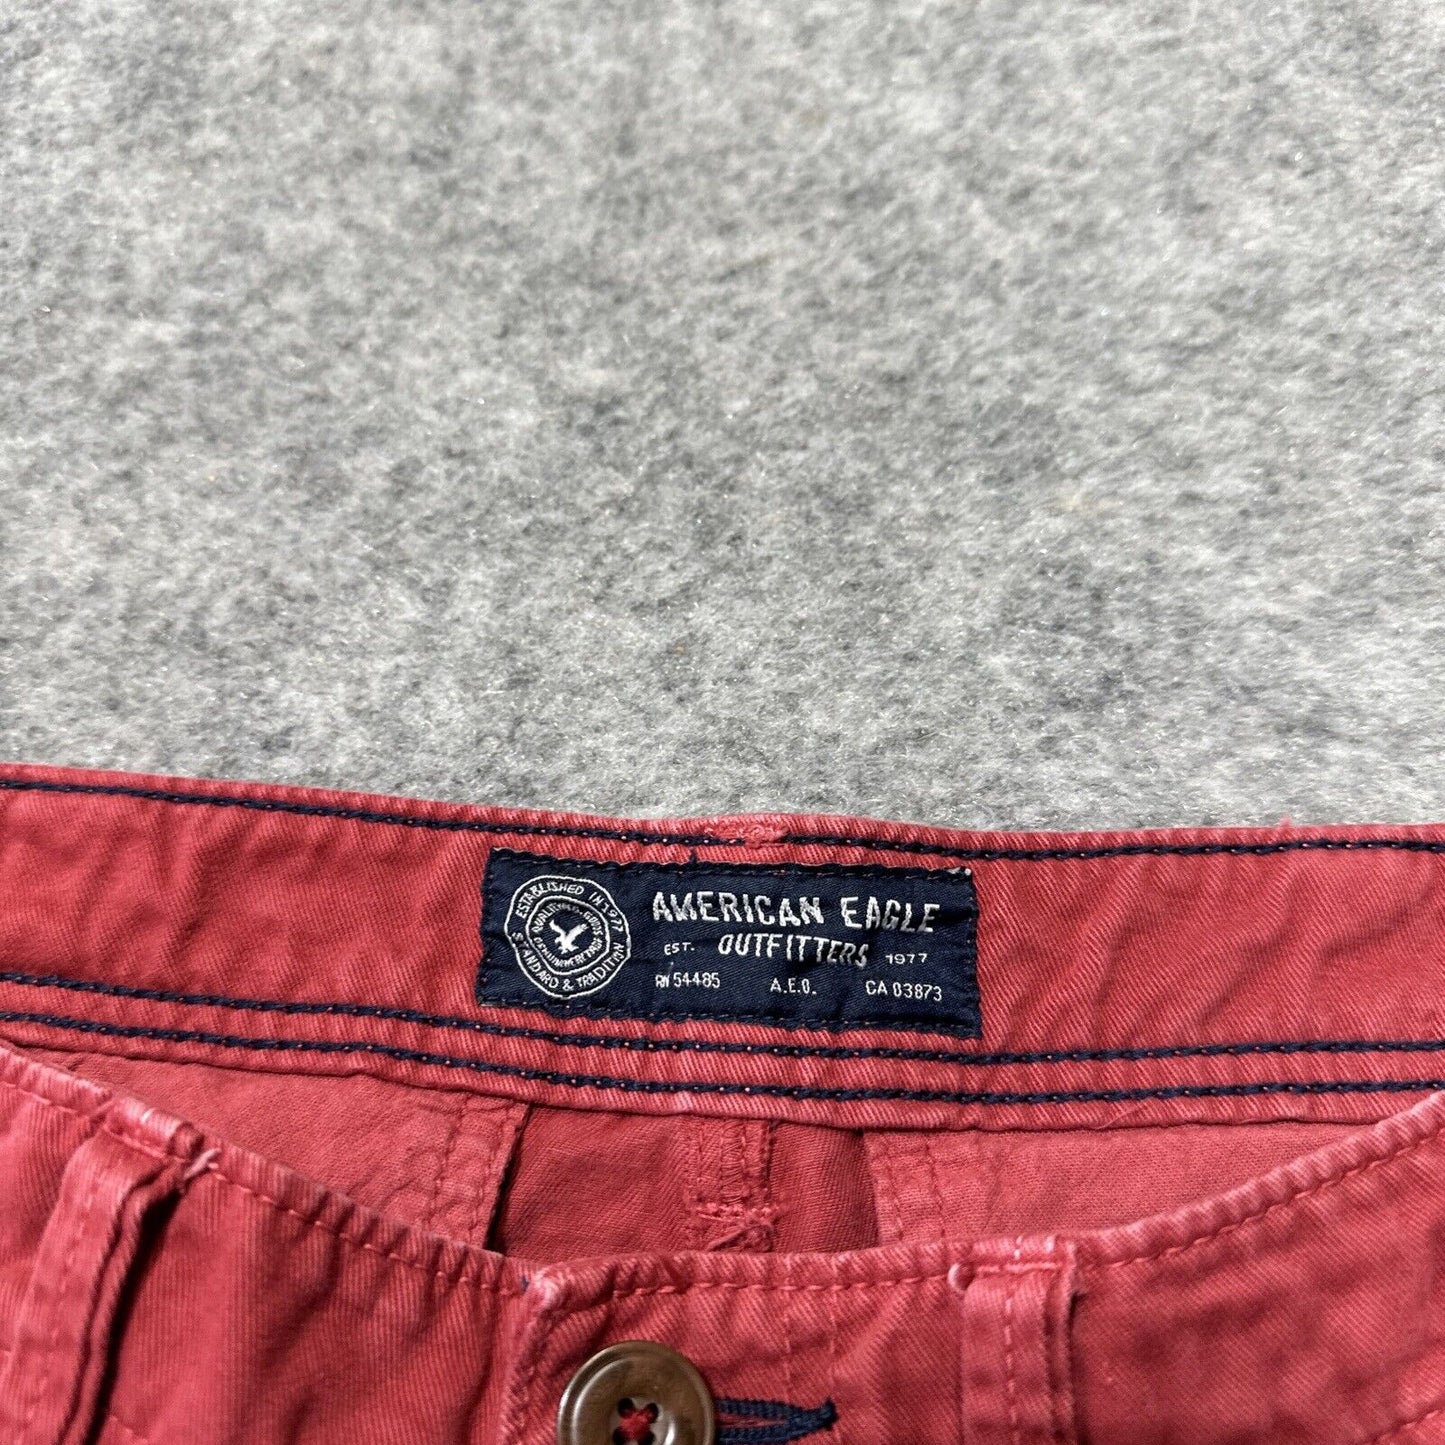 ESTABLISHED IN 1977
STANDARD & TRADITION
AMERICAN EAGLE
EST. OUTFITTERS 1977
RN 54485 A.E.O. CA 03873